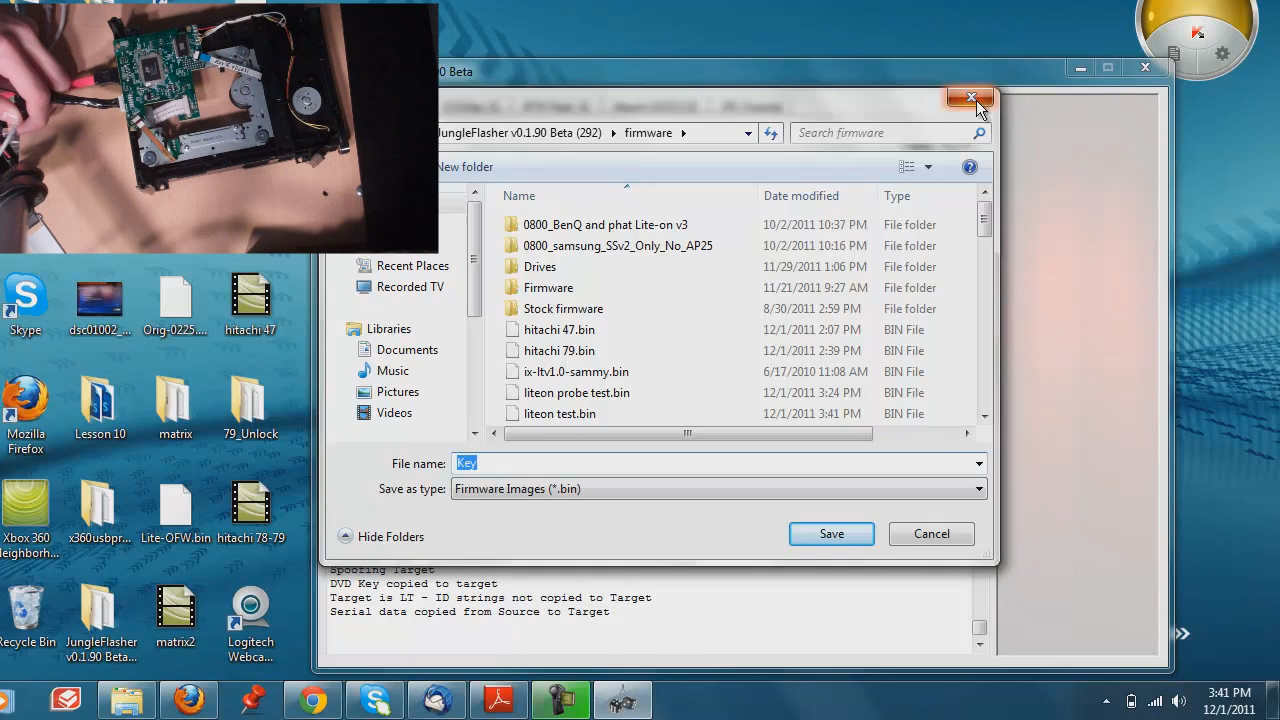 90 Beta
JungleFlasher v0.1.90 Beta (292) firmware
Search firmware
New folder
Name Date modified Type
0800_BenQ and phat Lite-on v3 10/2/2011 10:37 PM File folder
0800_samsung_SSv2_Only_No_AP25 10/2/2011 10:16 PM File folder
Drives 11/29/2011 1:06 PM File folder
Firmware 11/21/2011 9:27 AM File folder
Stock firmware 8/30/2011 2:59 PM File folder
hitachi 47.bin 12/1/2011 2:07 PM BIN File
hitachi 79.bin 12/1/2011 2:39 PM BIN File
ix-ltv1.0-sammy.bin 6/17/2010 11:08 AM BIN File
liteon probe test.bin 12/1/2011 3:24 PM BIN File
liteon test.bin 12/1/2011 3:41 PM BIN File
Recent Places
Recorded TV
Libraries
Documents
Music
Pictures
Videos
File name: Key
Save as type: Firmware Images (*.bin)
Hide Folders
Save
Cancel
Spoofing Target
DVD Key copied to target
Target is LT - ID strings not copied to Target
Serial data copied from Source to Target
Skype
dsc01002_...
Orig-0225....
hitachi 47
Mozilla
Firefox
Lesson 10
matrix
79_Unlock
Xbox 360
Neighborh...
x360usbpr...
Lite-OFW.bin
hitachi 78-79
Recycle Bin
JungleFlasher
v0.1.90 Beta...
matrix2
Logitech
Webca...
3:41 PM
12/1/2011